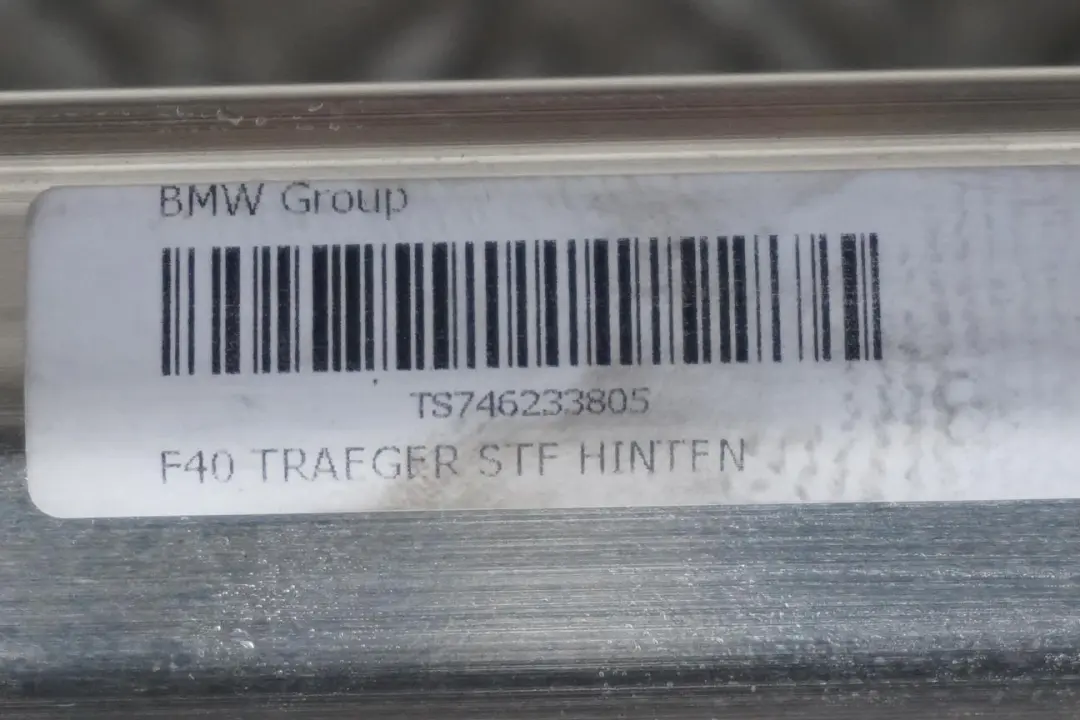 BMW Group
TS746233805
F40 TRAEGER STF HINTEN